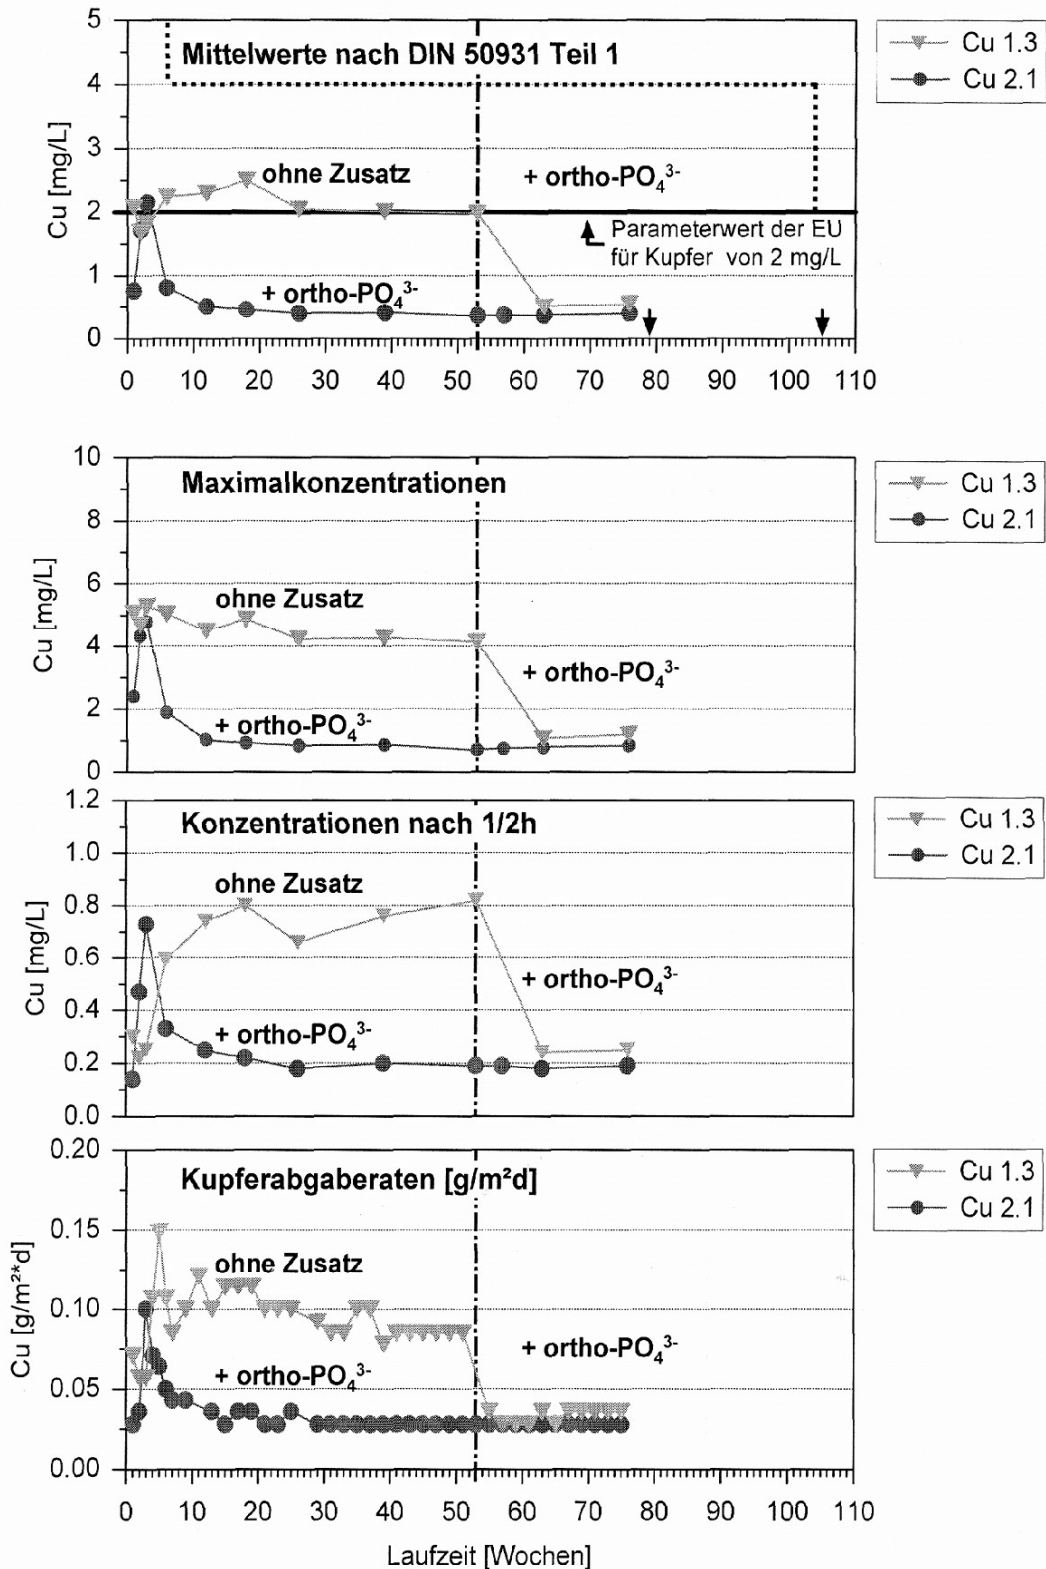 Mittelwerte nach DIN 50931 Teil 1
Cu 1.3
Cu 2.1
Cu [mg/L]
5
4
3
2
1
0
ohne Zusatz
+ ortho-PO₄³⁻
Parameterwert der EU
für Kupfer von 2 mg/L
+ ortho-PO₄³⁻
0 10 20 30 40 50 60 70 80 90 100 110
Maximalkonzentrationen
Cu 1.3
Cu 2.1
Cu [mg/L]
10
8
6
4
2
0
ohne Zusatz
+ ortho-PO₄³⁻
+ ortho-PO₄³⁻
Konzentrationen nach 1/2h
Cu 1.3
Cu 2.1
Cu [mg/L]
1.2
1.0
0.8
0.6
0.4
0.2
0.0
ohne Zusatz
+ ortho-PO₄³⁻
+ ortho-PO₄³⁻
Kupferabgaberaten [g/m²d]
Cu 1.3
Cu 2.1
Cu [g/m²*d]
0.20
0.15
0.10
0.05
0.00
ohne Zusatz
+ ortho-PO₄³⁻
+ ortho-PO₄³⁻
0 10 20 30 40 50 60 70 80 90 100 110
Laufzeit [Wochen]